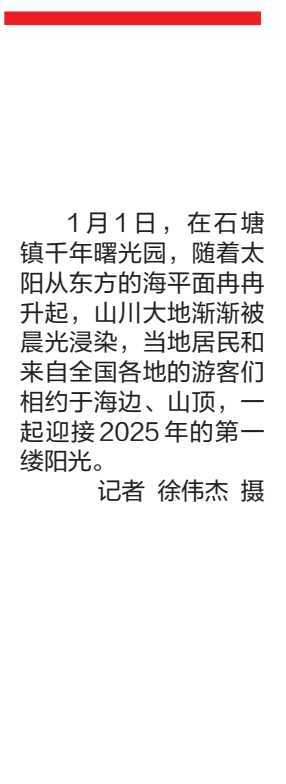 1月1日，在石塘
镇千年曙光园，随着太
阳从东方的海平面冉冉
升起，山川大地渐渐被
晨光浸染，当地居民和
来自全国各地的游客们
相约于海边、山顶，一
起迎接2025年的第一
缕阳光。
记者 徐伟杰 摄